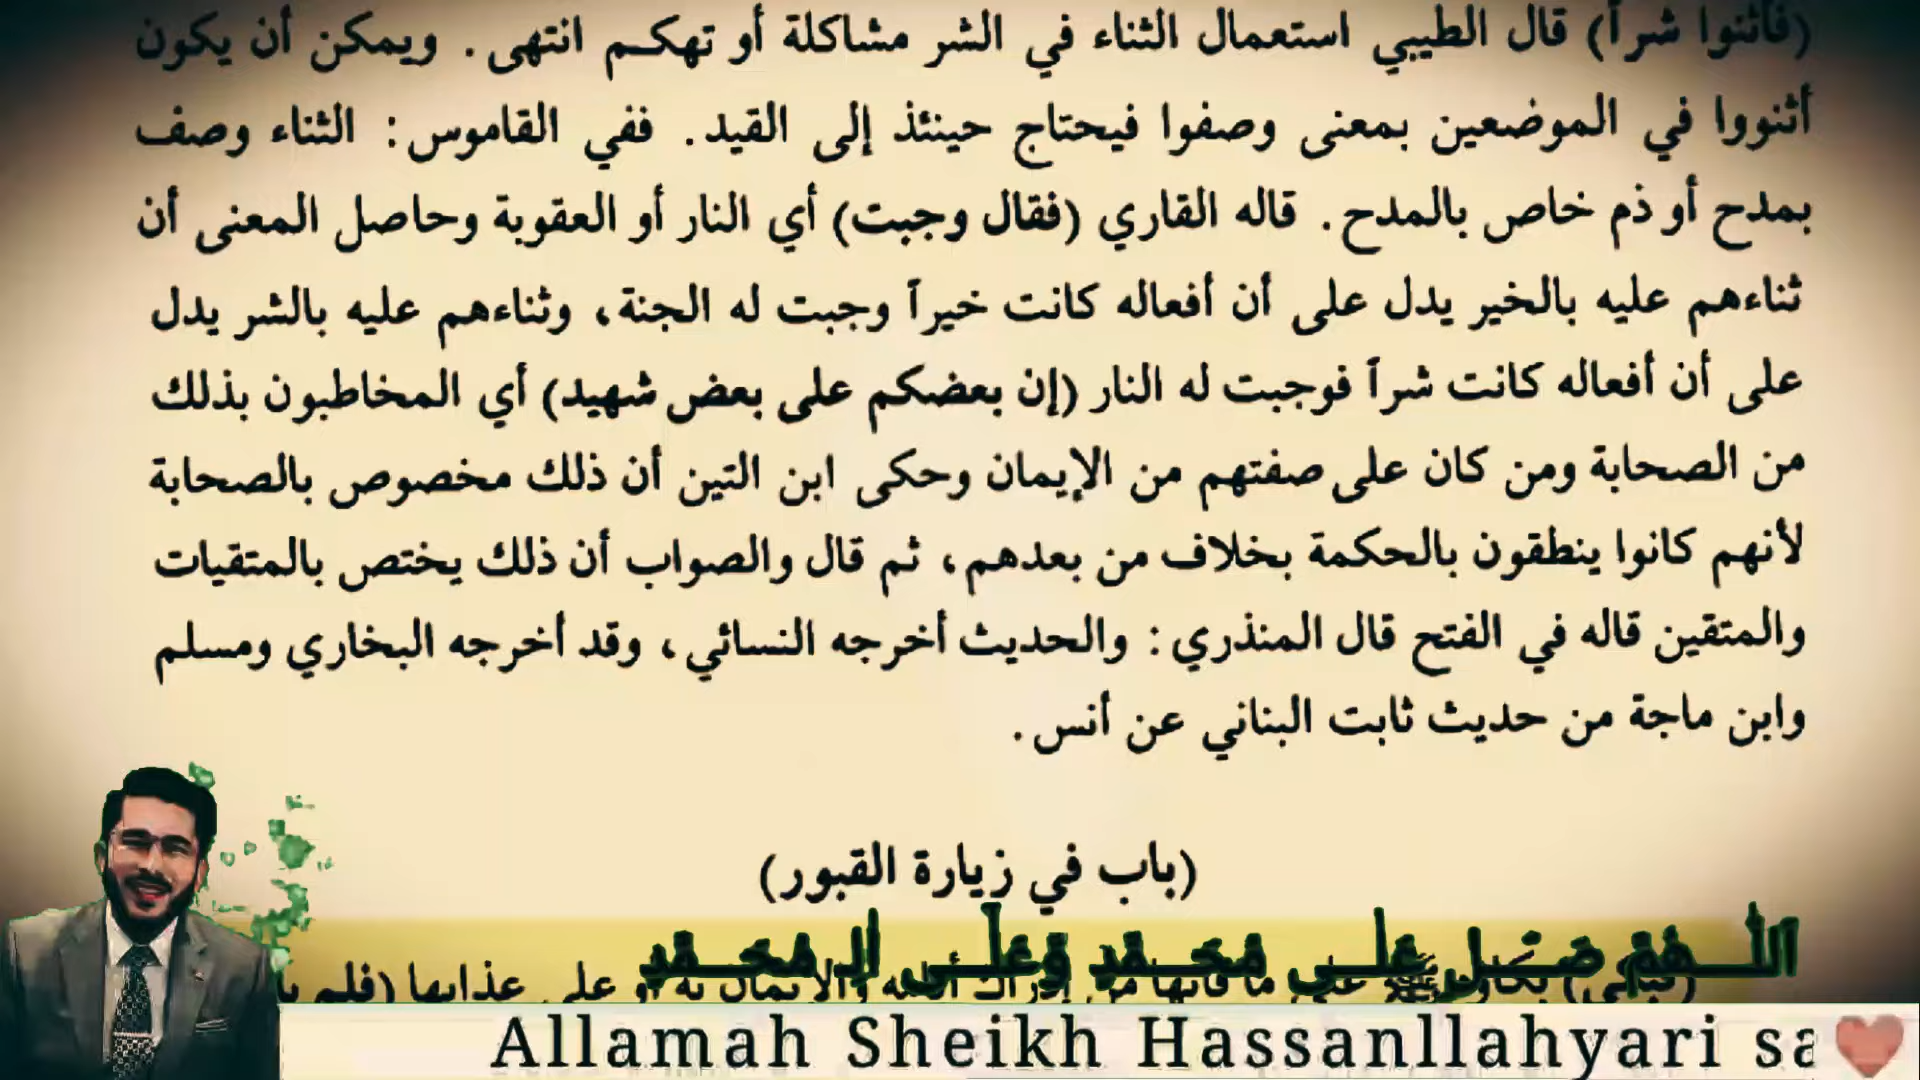 (فأثنوا شراً) قال الطيبي استعمال الثناء في الشر مشاكلة أو تهكم انتهى. ويمكن أن يكون
أثنووا في الموضعين بمعنى وصفوا فيحتاج حينئذ إلى القيد. ففي القاموس: الثناء وصف
بمدح أو ذم خاص بالمدح. قاله القاري (فقال وجبت) أي النار أو العقوبة وحاصل المعنى أن
ثناءهم عليه بالخير يدل على أن أفعاله كانت خيراً وجبت له الجنة، وثناءهم عليه بالشر يدل
على أن أفعاله كانت شراً فوجبت له النار (إن بعضكم على بعض شهيد) أي المخاطبون بذلك
من الصحابة ومن كان على صفتهم من الإيمان وحكى ابن التين أن ذلك مخصوص بالصحابة
لأنهم كانوا ينطقون بالحكمة بخلاف من بعدهم، ثم قال والصواب أن ذلك يختص بالمتقيات
والمتقين قاله في الفتح قال المنذري: والحديث أخرجه النسائي، وقد أخرجه البخاري ومسلم
وابن ماجة من حديث ثابت البناني عن أنس.
(باب في زيارة القبور)
اللهم صل على محمد وعلى ال محمد
أو على عذابها (فلم
Allamah Sheikh Hassanllahyari sa